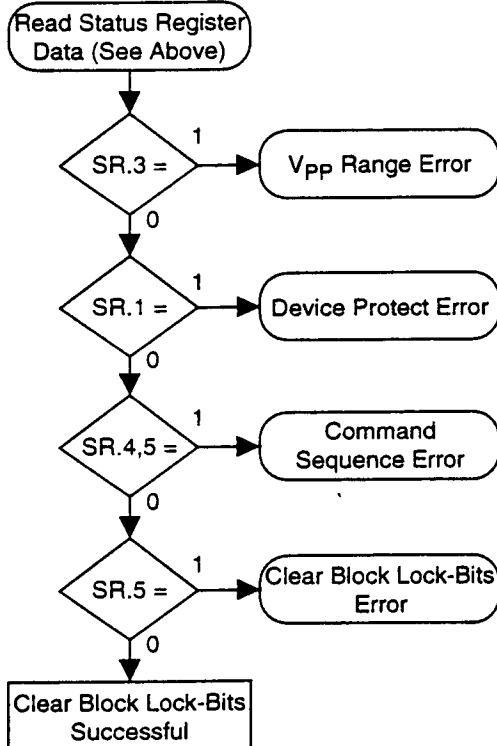 Read Status Register
Data (See Above)
1
SR.3 =
VPP Range Error
0
1
SR.1 =
Device Protect Error
0
1
SR.4,5 =
Command
Sequence Error
0
1
SR.5 =
Clear Block Lock-Bits
Error
0
Clear Block Lock-Bits
Successful